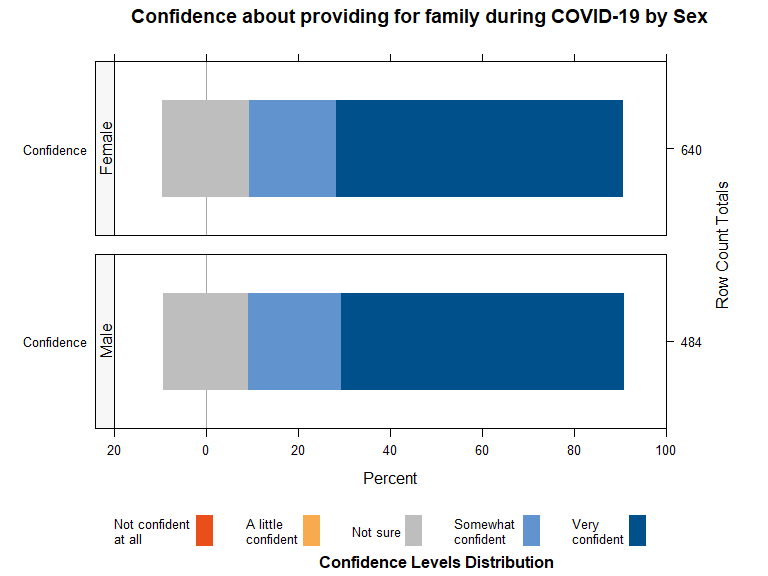 Confidence about providing for family during COVID-19 by Sex
Confidence
Female
640
Confidence
Male
484
Row Count Totals
20 0 20 40 60 80 100
Percent
Not confident
at all
A little
confident
Not sure
Somewhat
confident
Very
confident
Confidence Levels Distribution